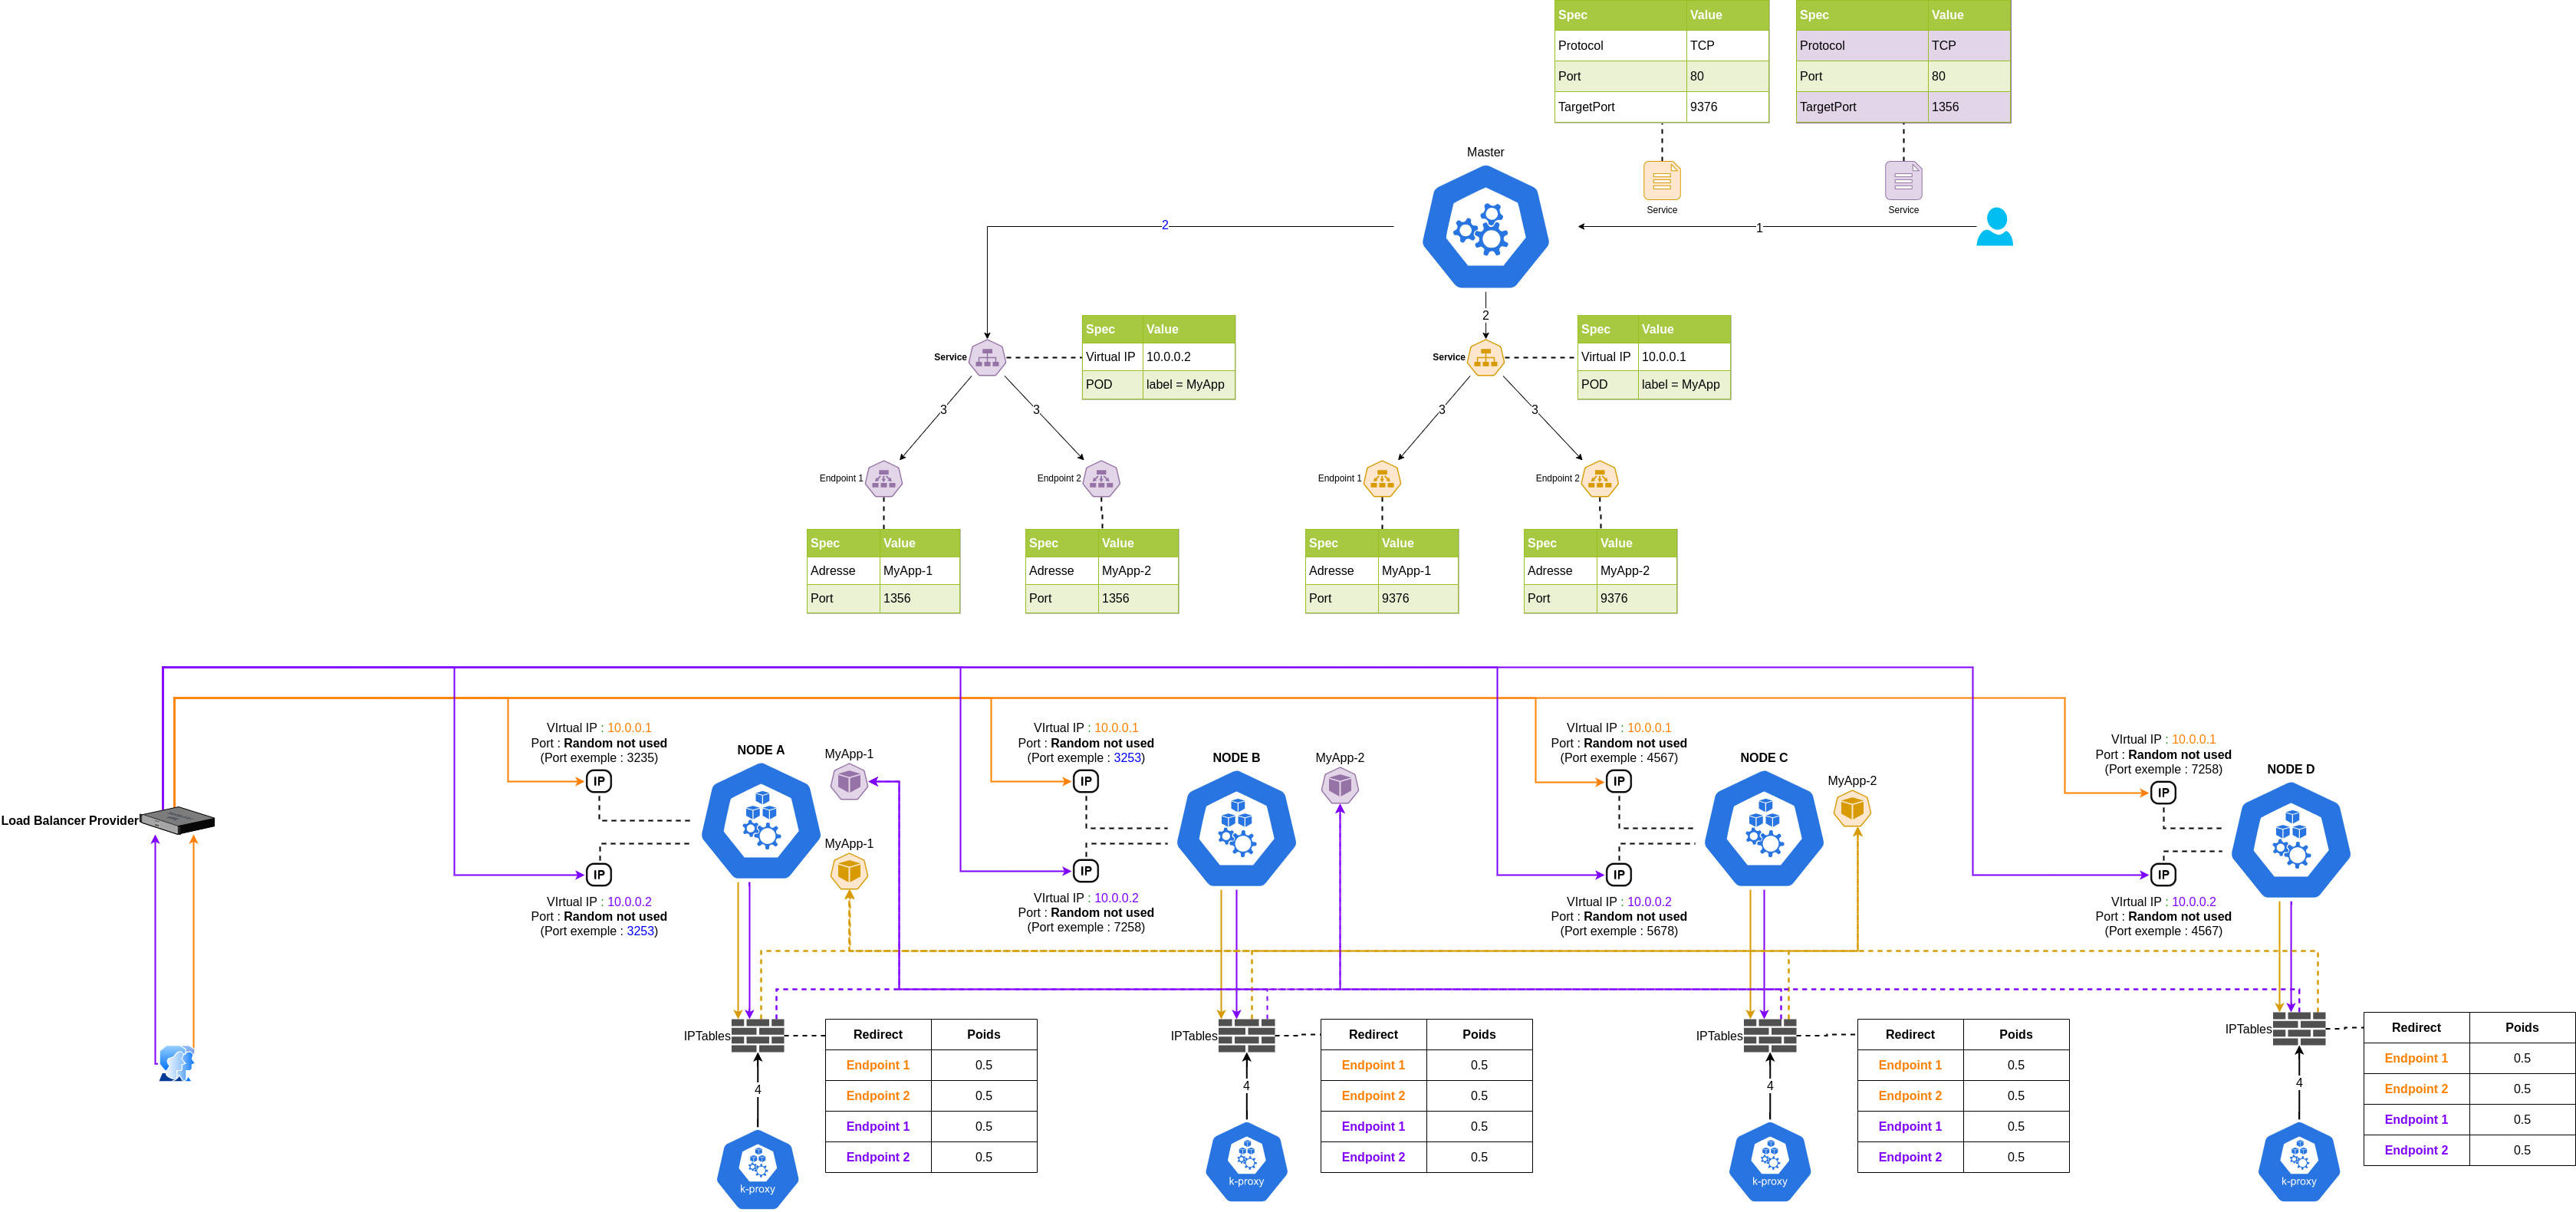 Spec Value
Protocol TCP
Port 80
TargetPort 9376
Spec Value
Protocol TCP
Port 80
TargetPort 1356
Master
Service
Service
1
2
2
Service
Spec Value
Virtual IP 10.0.0.2
POD label = MyApp
Service
Spec Value
Virtual IP 10.0.0.1
POD label = MyApp
3
3
3
3
Endpoint 1
Endpoint 2
Endpoint 1
Endpoint 2
Spec Value
Adresse MyApp-1
Port 1356
Spec Value
Adresse MyApp-2
Port 1356
Spec Value
Adresse MyApp-1
Port 9376
Spec Value
Adresse MyApp-2
Port 9376
Load Balancer Provider
VIrtual IP : 10.0.0.1
Port : Random not used
(Port exemple : 3235)
IP
NODE A
MyApp-1
MyApp-1
IP
VIrtual IP : 10.0.0.2
Port : Random not used
(Port exemple : 3253)
VIrtual IP : 10.0.0.1
Port : Random not used
(Port exemple : 3253)
IP
NODE B
MyApp-2
IP
VIrtual IP : 10.0.0.2
Port : Random not used
(Port exemple : 7258)
VIrtual IP : 10.0.0.1
Port : Random not used
(Port exemple : 4567)
IP
NODE C
MyApp-2
IP
VIrtual IP : 10.0.0.2
Port : Random not used
(Port exemple : 5678)
VIrtual IP : 10.0.0.1
Port : Random not used
(Port exemple : 7258)
IP
NODE D
IP
VIrtual IP : 10.0.0.2
Port : Random not used
(Port exemple : 4567)
IPTables
Redirect Poids
Endpoint 1 0.5
Endpoint 2 0.5
Endpoint 1 0.5
Endpoint 2 0.5
4
k-proxy
IPTables
Redirect Poids
Endpoint 1 0.5
Endpoint 2 0.5
Endpoint 1 0.5
Endpoint 2 0.5
4
k-proxy
IPTables
Redirect Poids
Endpoint 1 0.5
Endpoint 2 0.5
Endpoint 1 0.5
Endpoint 2 0.5
4
k-proxy
IPTables
Redirect Poids
Endpoint 1 0.5
Endpoint 2 0.5
Endpoint 1 0.5
Endpoint 2 0.5
4
k-proxy